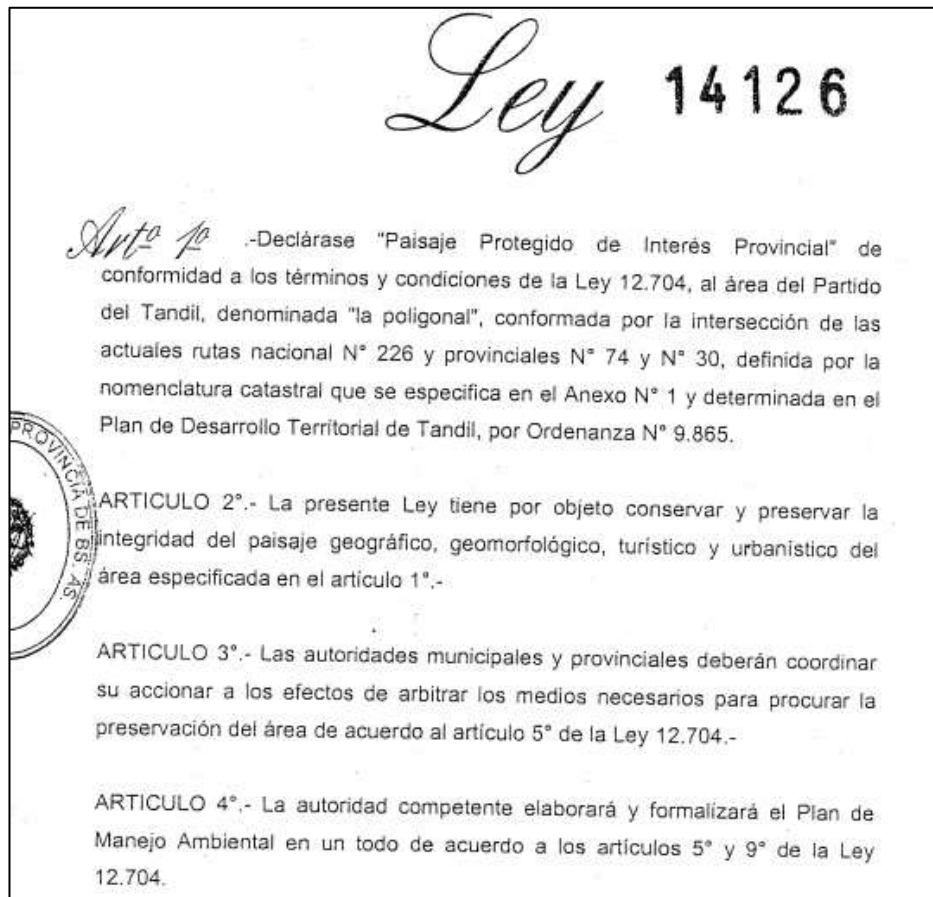 Ley 14126
Artº 1º .-Declárase "Paisaje Protegido de Interés Provincial" de
conformidad a los términos y condiciones de la Ley 12.704, al área del Partido
del Tandil, denominada "la poligonal", conformada por la intersección de las
actuales rutas nacional N° 226 y provinciales N° 74 y N° 30, definida por la
nomenclatura catastral que se especifica en el Anexo N° 1 y determinada en el
Plan de Desarrollo Territorial de Tandil, por Ordenanza N° 9.865.
PROVINCIA DE BS. AS.
ARTICULO 2°.- La presente Ley tiene por objeto conservar y preservar la
integridad del paisaje geográfico, geomorfológico, turístico y urbanístico del
área especificada en el artículo 1°.-
ARTICULO 3°.- Las autoridades municipales y provinciales deberán coordinar
su accionar a los efectos de arbitrar los medios necesarios para procurar la
preservación del área de acuerdo al artículo 5° de la Ley 12.704.-
ARTICULO 4°.- La autoridad competente elaborará y formalizará el Plan de
Manejo Ambiental en un todo de acuerdo a los artículos 5° y 9° de la Ley
12.704.